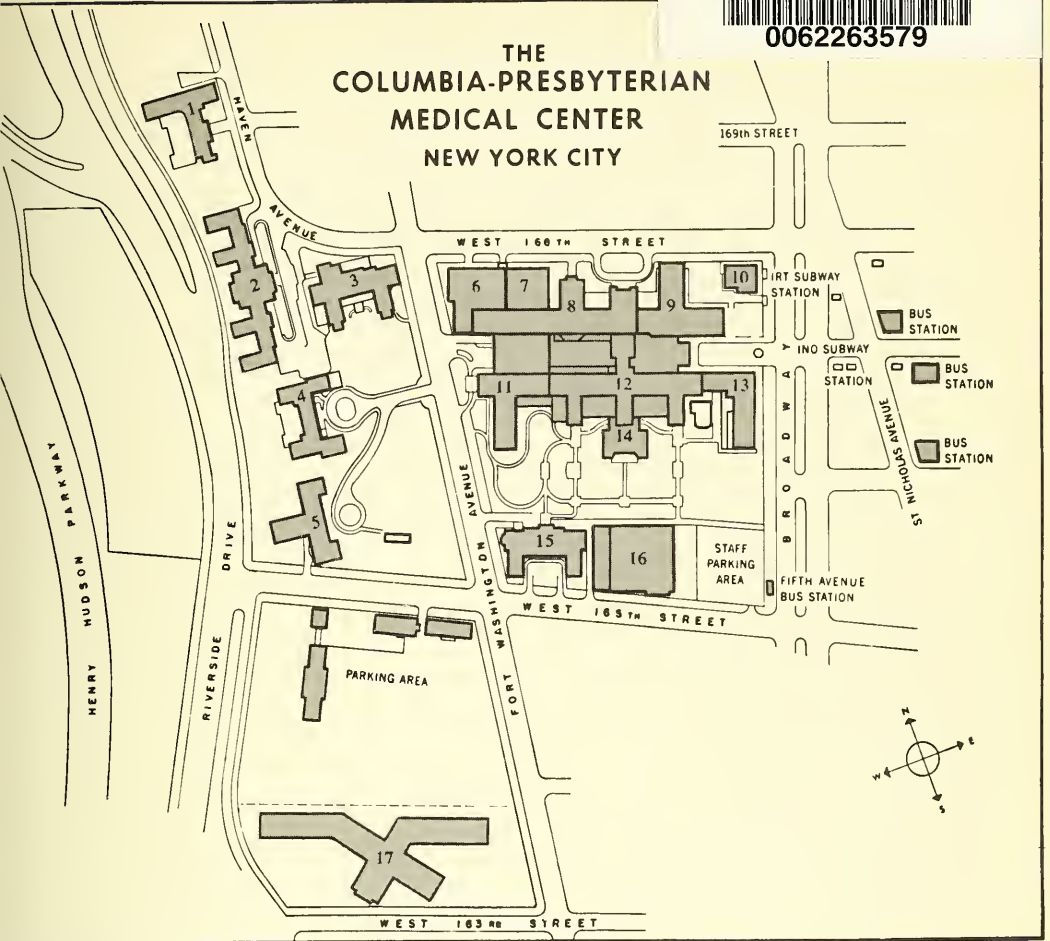 0062263579
THE
COLUMBIA-PRESBYTERIAN
MEDICAL CENTER
NEW YORK CITY
169th STREET
HAVEN
AVENUE
WEST 168TH STREET
1
2
3
4
5
6
7
8
9
10
11
12
13
14
15
16
17
IRT SUBWAY
STATION
BUS
STATION
IND SUBWAY
STATION
BUS
STATION
BUS
STATION
ST NICHOLAS AVENUE
BROADWAY
STAFF
PARKING
AREA
FIFTH AVENUE
BUS STATION
WEST 165TH STREET
FORT WASHINGTON AVENUE
HENRY HUDSON PARKWAY
RIVERSIDE DRIVE
PARKING AREA
N
E
W
S
WEST 163RD STREET